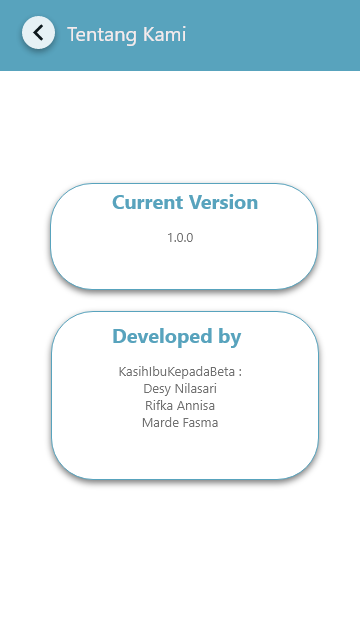 Tentang Kami
Current Version
1.0.0
Developed by
KasihIbuKepadaBeta :
Desy Nilasari
Rifka Annisa
Marde Fasma